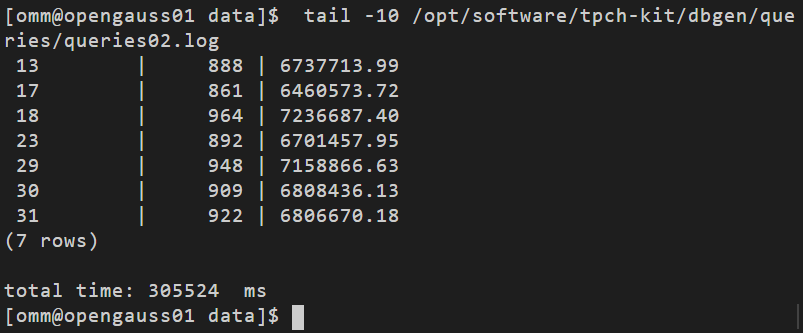 [omm@opengauss01 data]$  tail -10 /opt/software/tpch-kit/dbgen/que
ries/queries02.log
 13        |     888 | 6737713.99
 17        |     861 | 6460573.72
 18        |     964 | 7236687.40
 23        |     892 | 6701457.95
 29        |     948 | 7158866.63
 30        |     909 | 6808436.13
 31        |     922 | 6806670.18
(7 rows)

total time: 305524  ms
[omm@opengauss01 data]$